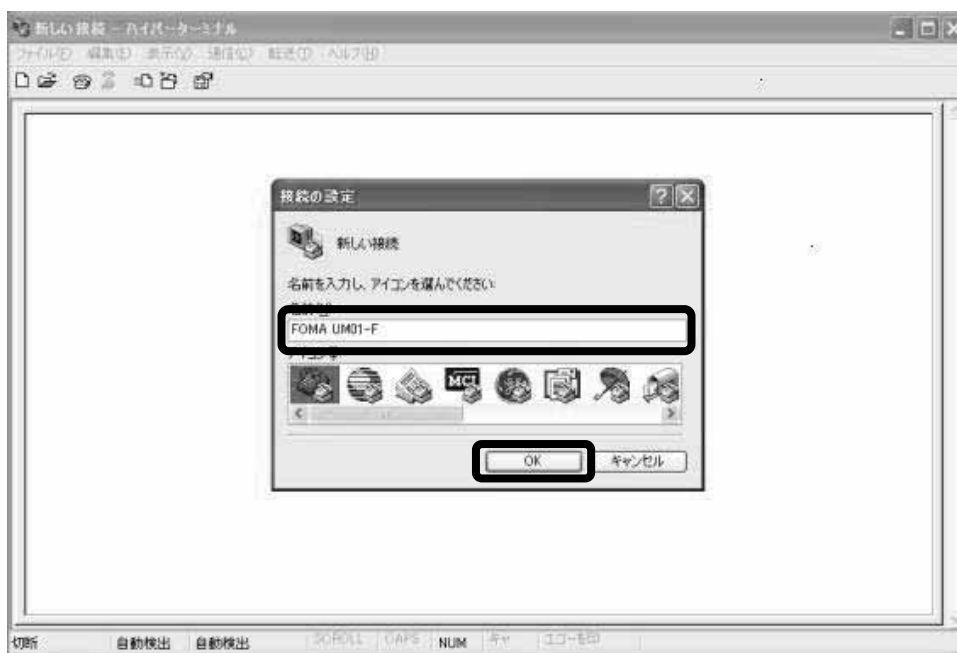 新しい接続 - ハイパーターミナル
ファイル(F) 編集(E) 表示(V) 通信(C) 転送(T) ヘルプ(H)
接続の設定
新しい接続
名前を入力し、アイコンを選んでください:
FOMA UM01-F
MCI
OK キャンセル
切断 自動検出 自動検出 SCROLL CAPS NUM キャ エコーを印